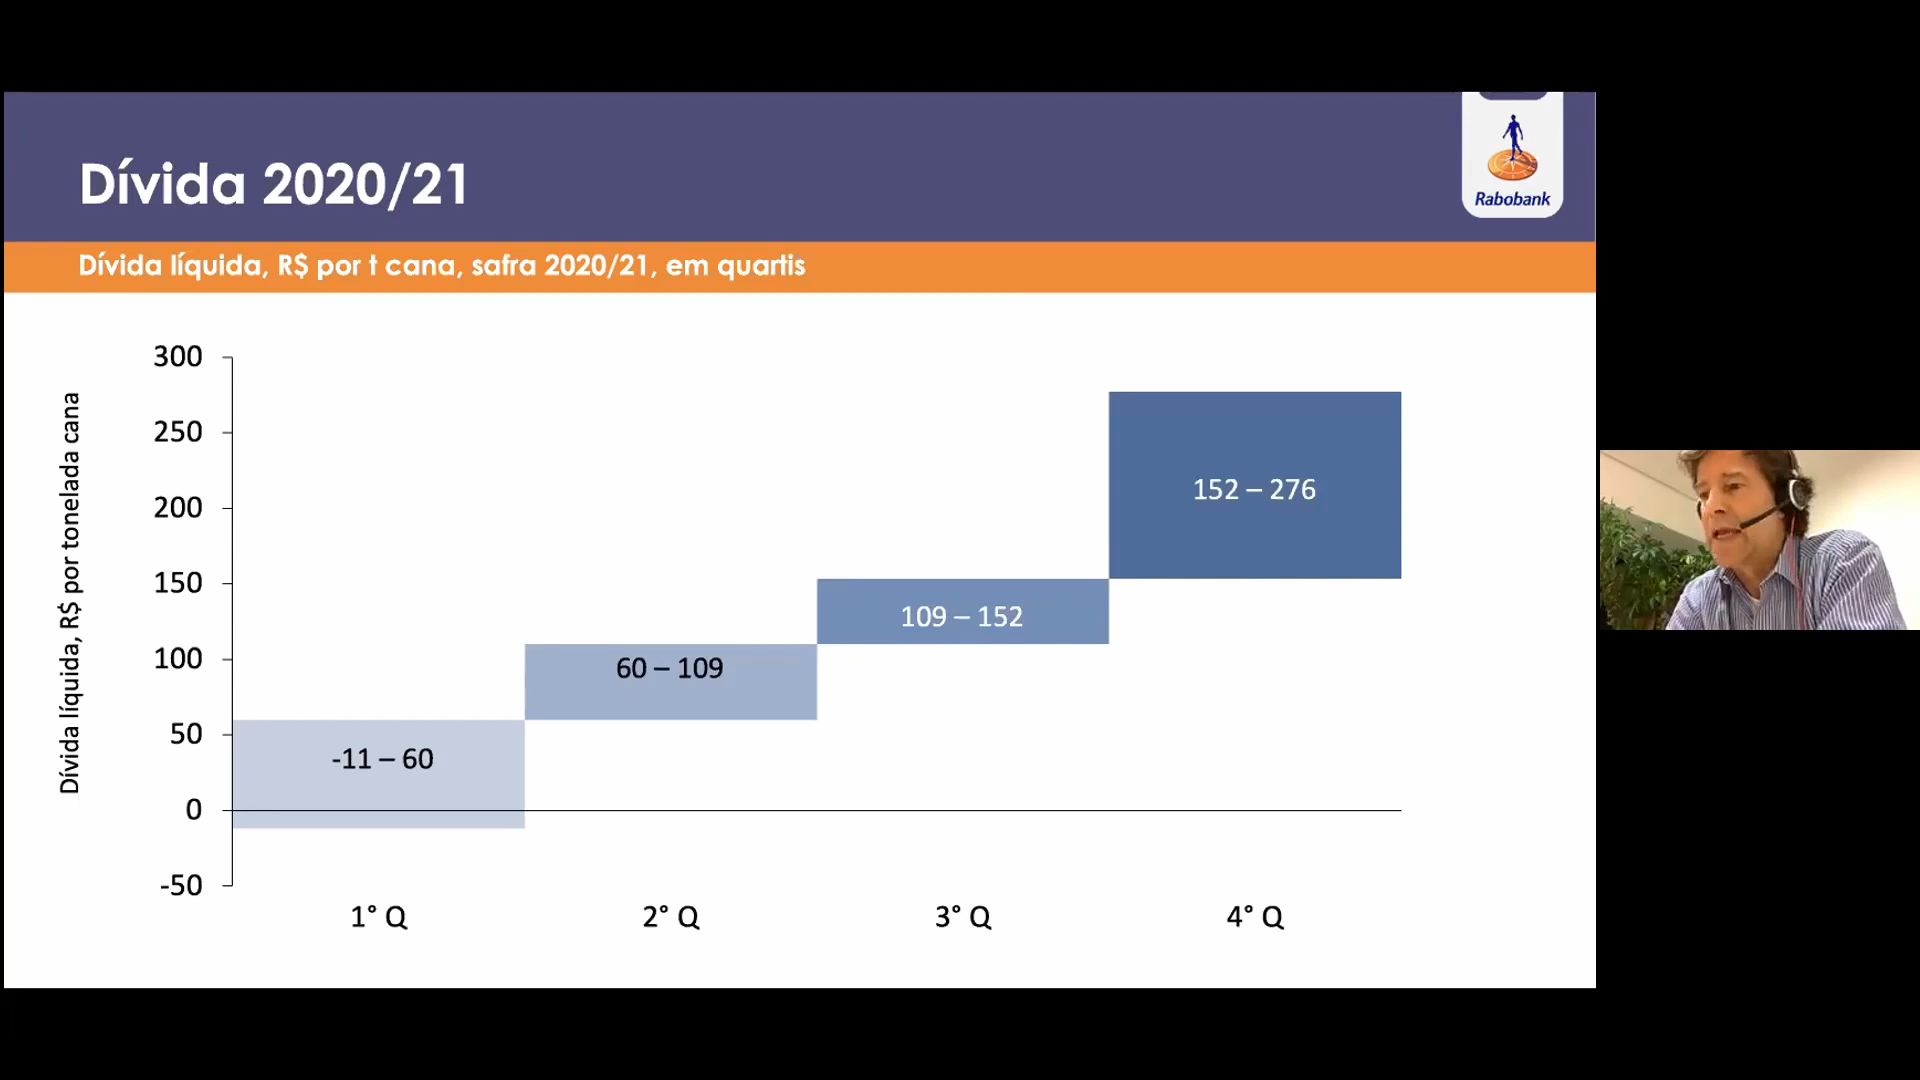 Dívida 2020/21
Rabobank
Dívida líquida, R$ por t cana, safra 2020/21, em quartis
Dívida líquida, R$ por tonelada cana
300
250
200
150
100
50
0
-50
-11 – 60
60 – 109
109 – 152
152 – 276
1° Q
2° Q
3° Q
4° Q